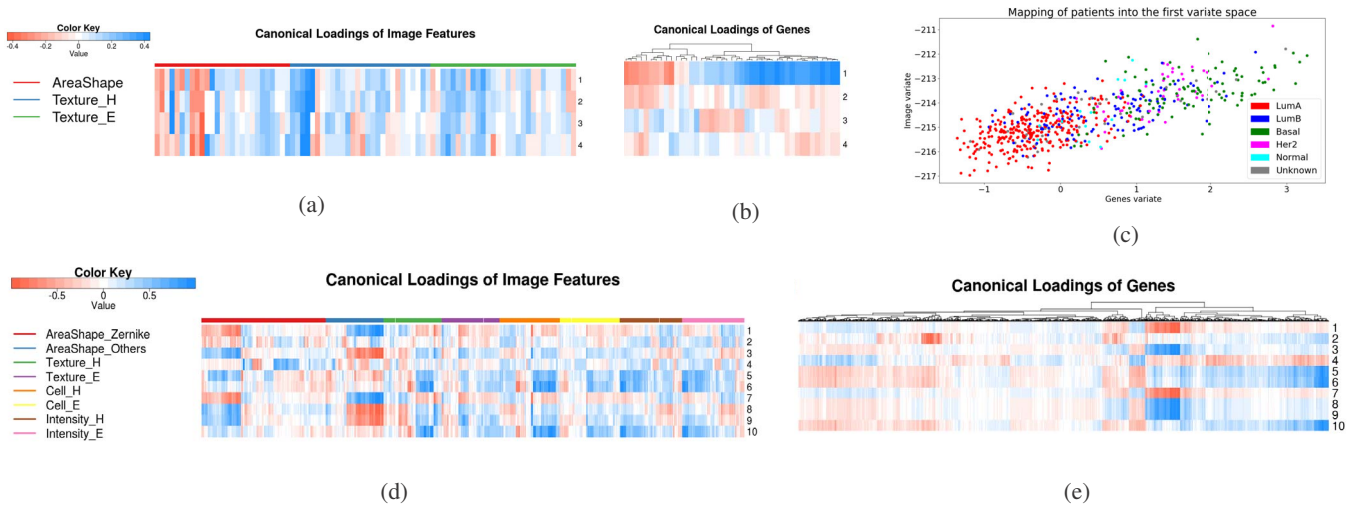 Color Key
-0.4 0 0.4
Value
AreaShape
Texture_H
Texture_E
Canonical Loadings of Image Features
1
2
3
4
(a)
Canonical Loadings of Genes
1
2
3
4
(b)
Mapping of patients into the first variate space
Image variate
−211
−212
−213
−214
−215
−216
−217
LumA
LumB
Basal
Her2
Normal
Unknown
−1 0 1 2 3
Genes variate
(c)
Color Key
-0.5 0 0.5
Value
AreaShape_Zernike
AreaShape_Others
Texture_H
Texture_E
Cell_H
Cell_E
Intensity_H
Intensity_E
Canonical Loadings of Image Features
1
2
3
4
5
6
7
8
9
10
(d)
Canonical Loadings of Genes
1
2
3
4
5
6
7
8
9
10
(e)